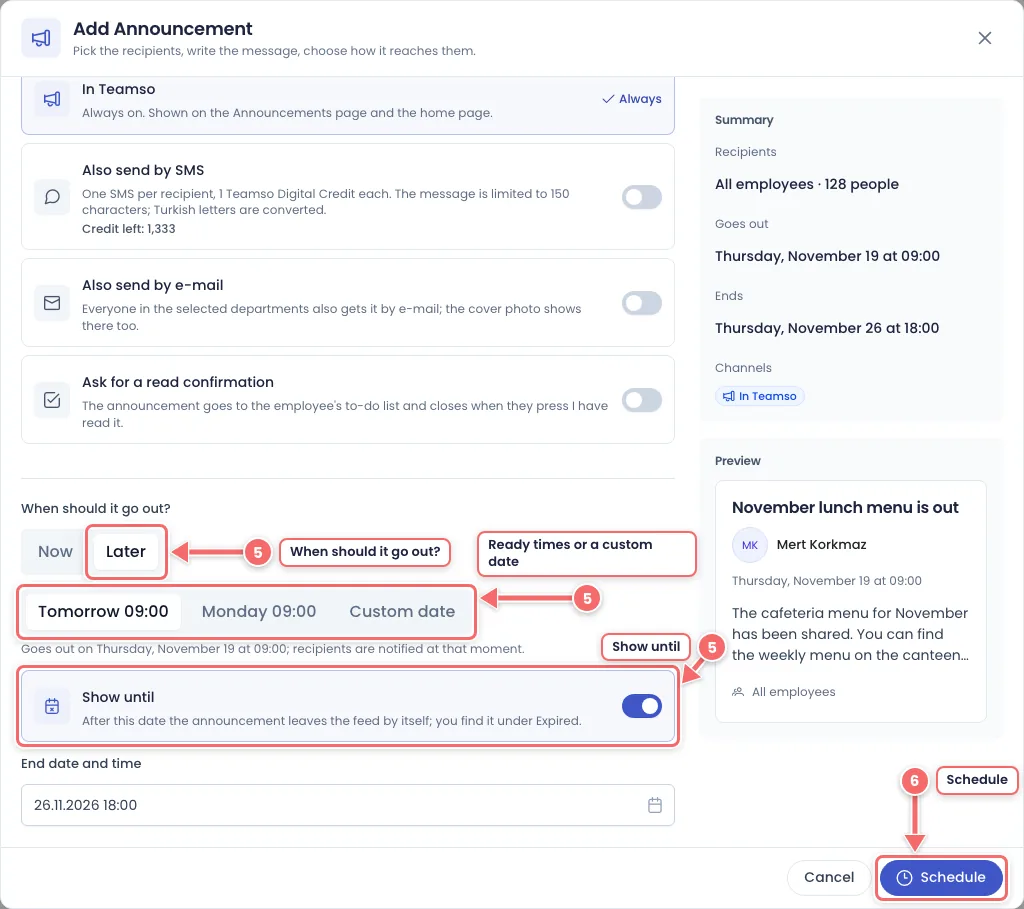 Add Announcement
Pick the recipients, write the message, choose how it reaches them.
In Teamso
Always on. Shown on the Announcements page and the home page.
Always
Also send by SMS
One SMS per recipient, 1 Teamso Digital Credit each. The message is limited to 150
characters; Turkish letters are converted.
Credit left: 1,333
Also send by e-mail
Everyone in the selected departments also gets it by e-mail; the cover photo shows
there too.
Ask for a read confirmation
The announcement goes to the employee's to-do list and closes when they press I have
read it.
When should it go out?
Now
Later
5
When should it go out?
Ready times or a custom
date
5
Tomorrow 09:00
Monday 09:00
Custom date
Goes out on Thursday, November 19 at 09:00; recipients are notified at that moment.
Show until
5
Show until
After this date the announcement leaves the feed by itself; you find it under Expired.
End date and time
26.11.2026 18:00
Summary
Recipients
All employees · 128 people
Goes out
Thursday, November 19 at 09:00
Ends
Thursday, November 26 at 18:00
Channels
In Teamso
Preview
November lunch menu is out
MK
Mert Korkmaz
Thursday, November 19 at 09:00
The cafeteria menu for November
has been shared. You can find
the weekly menu on the canteen...
All employees
6
Schedule
Cancel
Schedule